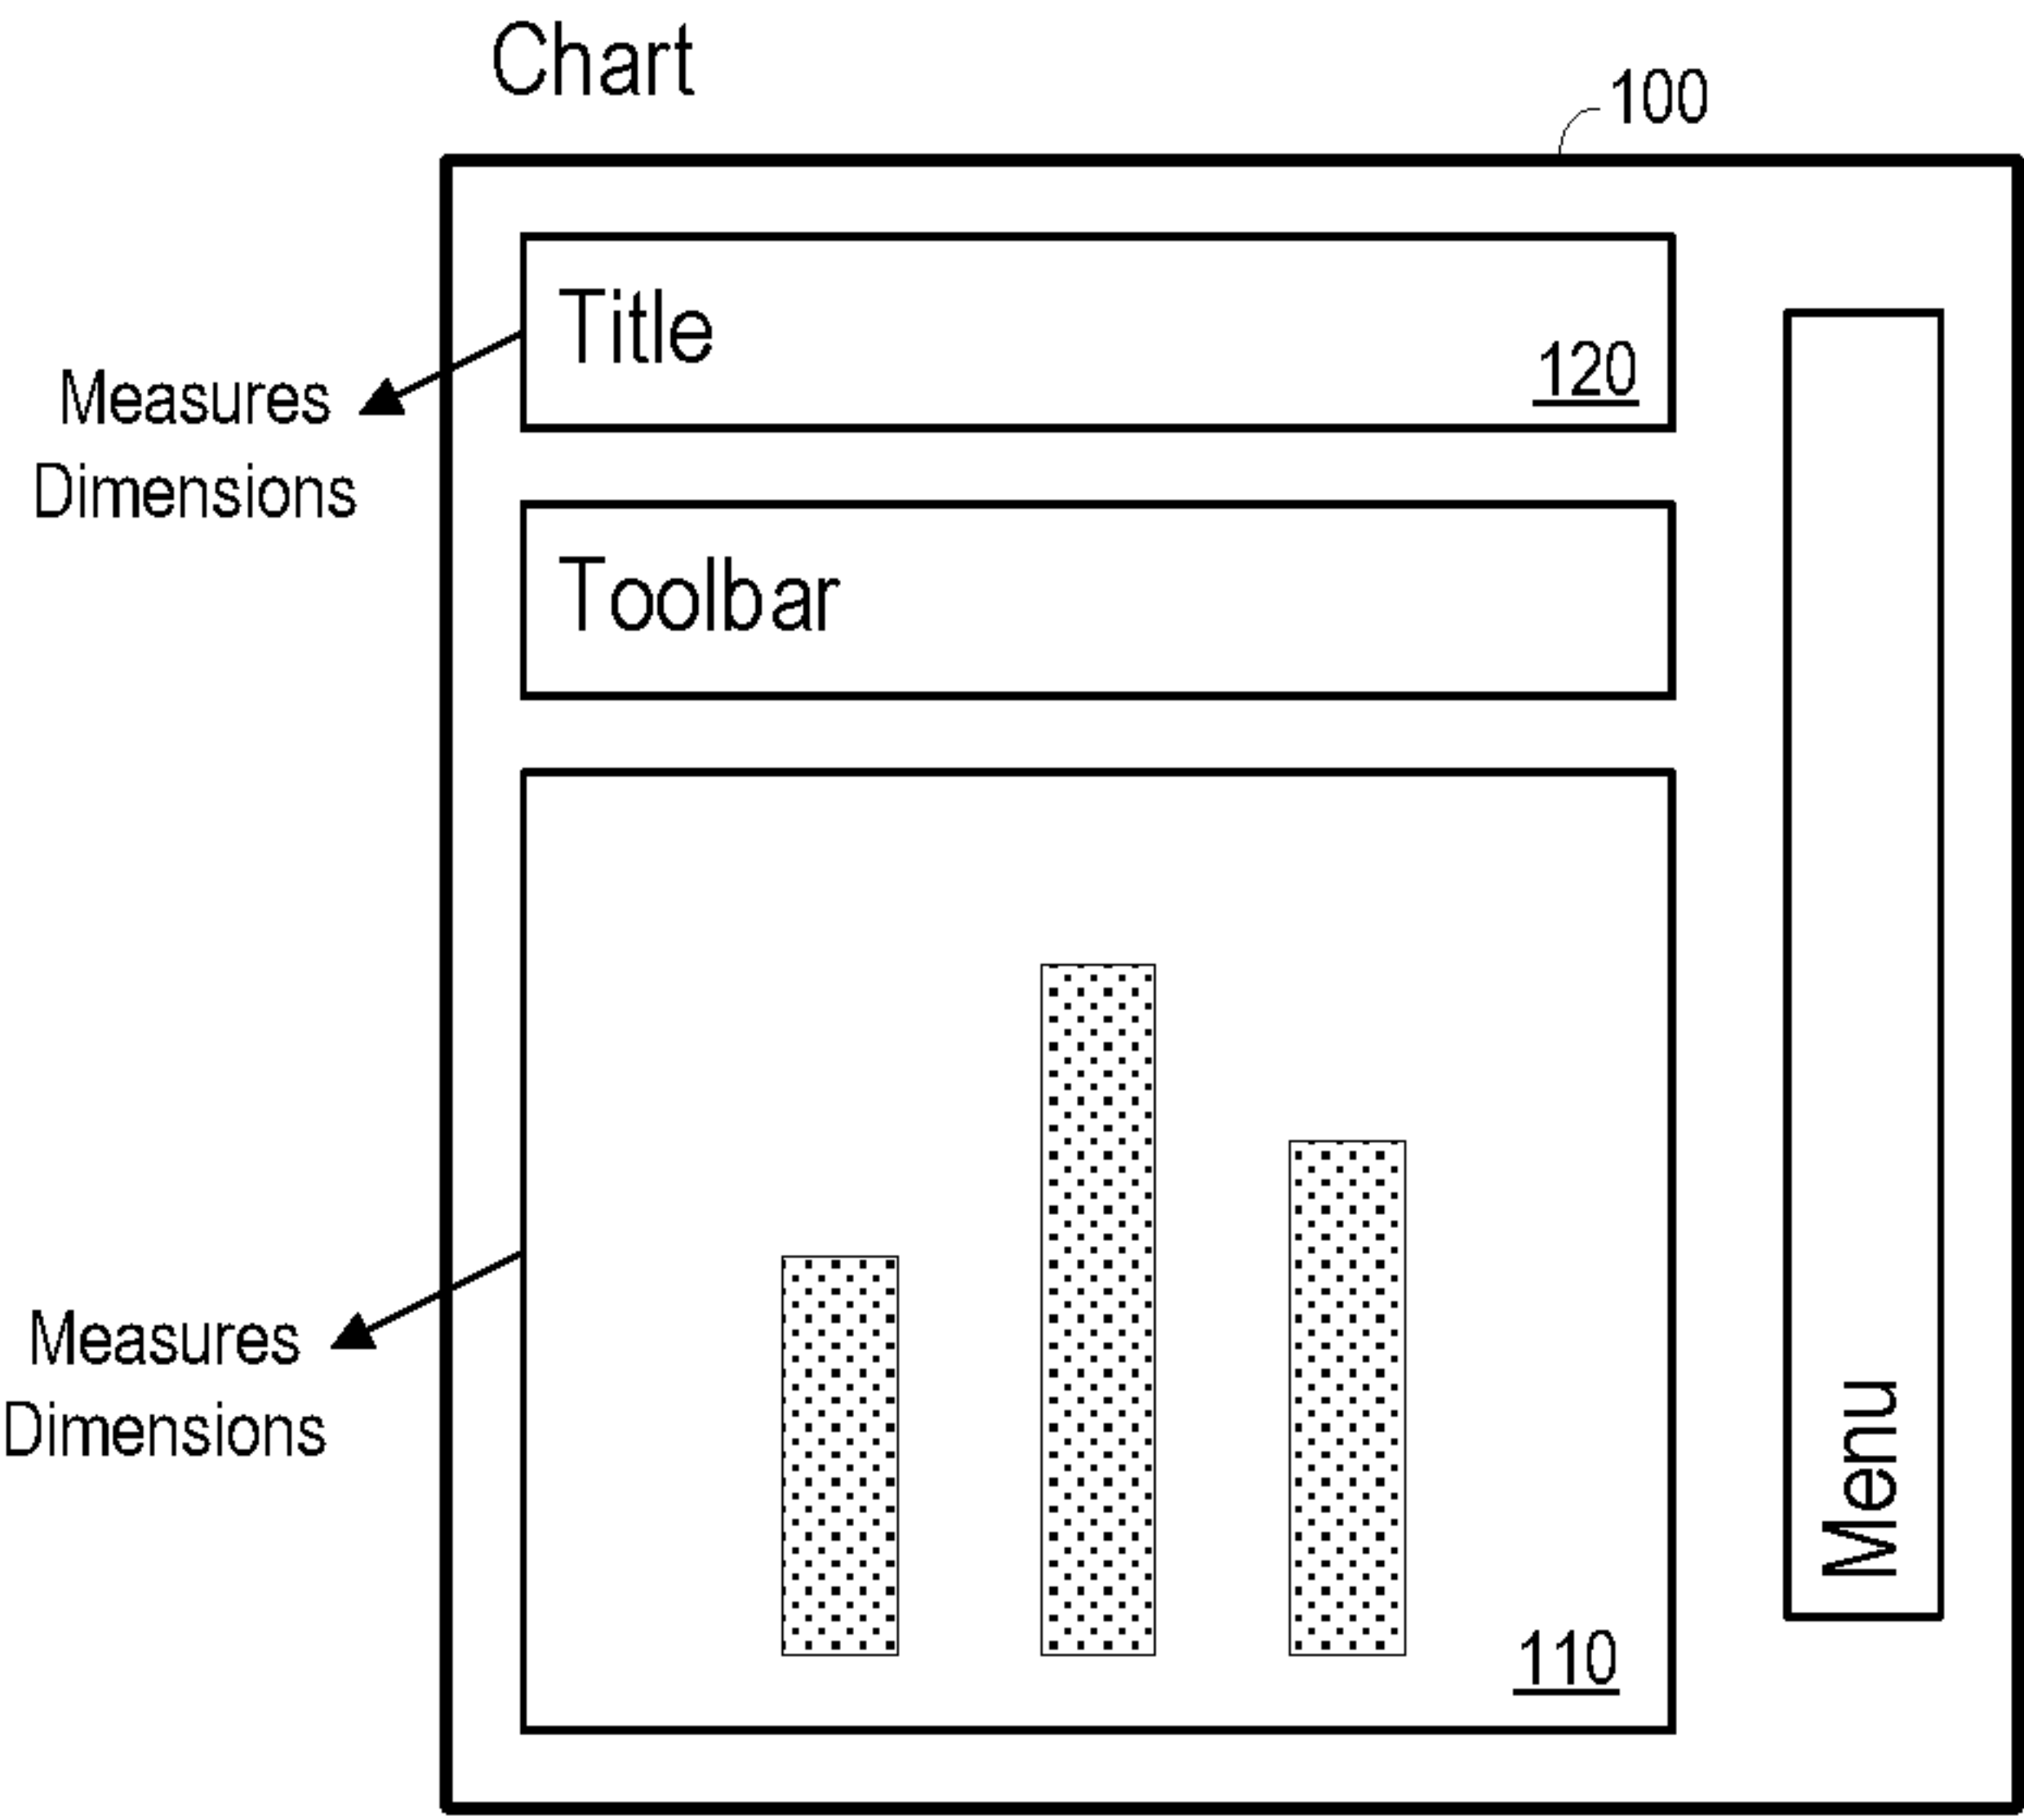 Chart
100
Title
120
Measures
Dimensions
Toolbar
Measures
Dimensions
110
Menu